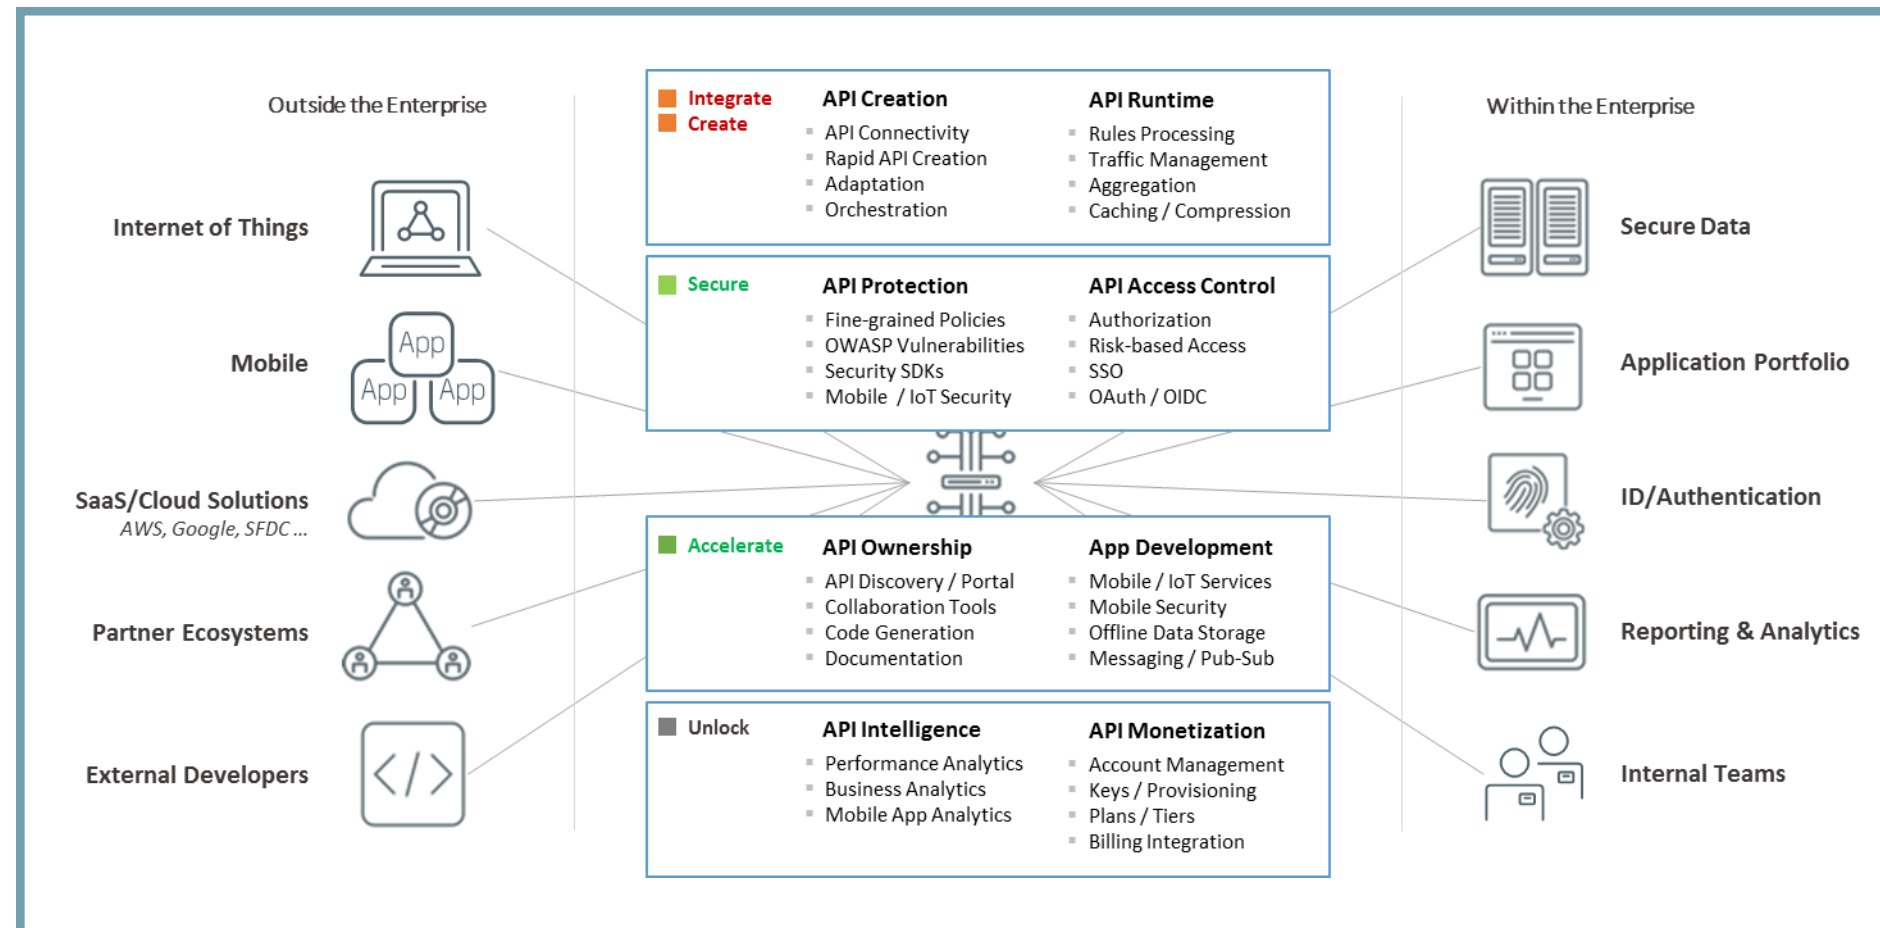 Outside the Enterprise
Internet of Things
Mobile
App
App
App
SaaS/Cloud Solutions
AWS, Google, SFDC ...
Partner Ecosystems
External Developers
Integrate
Create
API Creation
API Connectivity
Rapid API Creation
Adaptation
Orchestration
API Runtime
Rules Processing
Traffic Management
Aggregation
Caching / Compression
Secure
API Protection
Fine-grained Policies
OWASP Vulnerabilities
Security SDKs
Mobile / IoT Security
API Access Control
Authorization
Risk-based Access
SSO
OAuth / OIDC
Accelerate
API Ownership
API Discovery / Portal
Collaboration Tools
Code Generation
Documentation
App Development
Mobile / IoT Services
Mobile Security
Offline Data Storage
Messaging / Pub-Sub
Unlock
API Intelligence
Performance Analytics
Business Analytics
Mobile App Analytics
API Monetization
Account Management
Keys / Provisioning
Plans / Tiers
Billing Integration
Within the Enterprise
Secure Data
Application Portfolio
ID/Authentication
Reporting & Analytics
Internal Teams